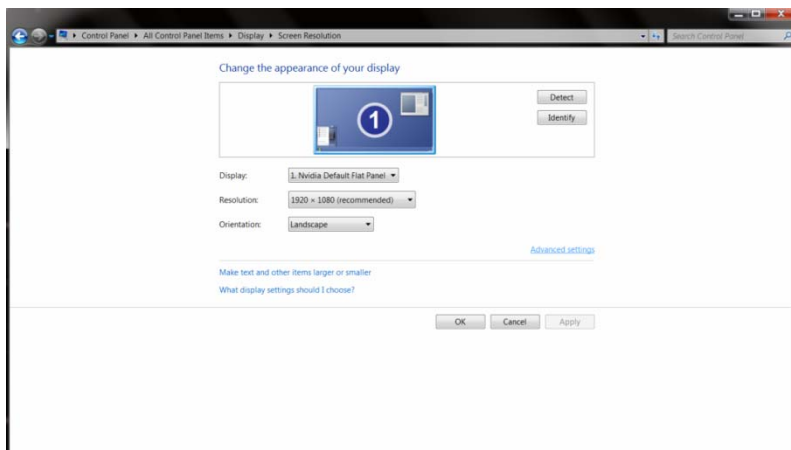 Control Panel ▸ All Control Panel Items ▸ Display ▸ Screen Resolution
Search Control Panel
Change the appearance of your display
1
Detect
Identify
Display: 1. Nvidia Default Flat Panel
Resolution: 1920 × 1080 (recommended)
Orientation: Landscape
Advanced settings
Make text and other items larger or smaller
What display settings should I choose?
OK Cancel Apply